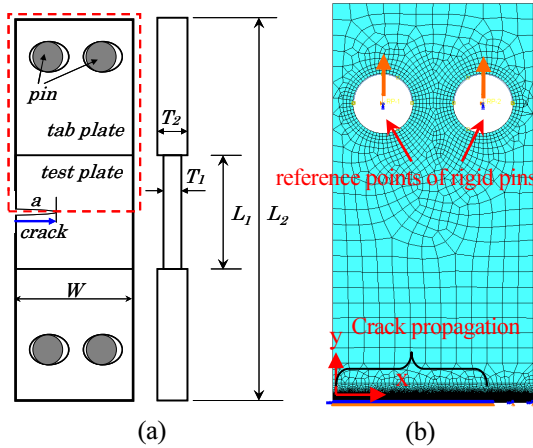 pin
tab plate
test plate
a
crack
W
T2
T1
L1
L2
(a)
reference points of rigid pins
Crack propagation
y
x
(b)